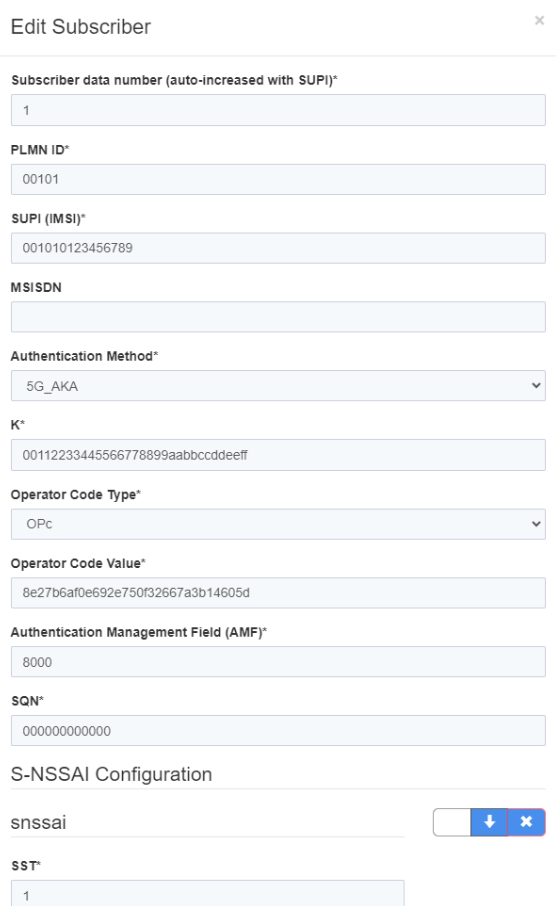 Edit Subscriber
×
Subscriber data number (auto-increased with SUPI)*
1
PLMN ID*
00101
SUPI (IMSI)*
001010123456789
MSISDN
Authentication Method*
5G_AKA
K*
00112233445566778899aabbccddeeff
Operator Code Type*
OPc
Operator Code Value*
8e27b6af0e692e750f32667a3b14605d
Authentication Management Field (AMF)*
8000
SQN*
000000000000
S-NSSAI Configuration
snssai
SST*
1